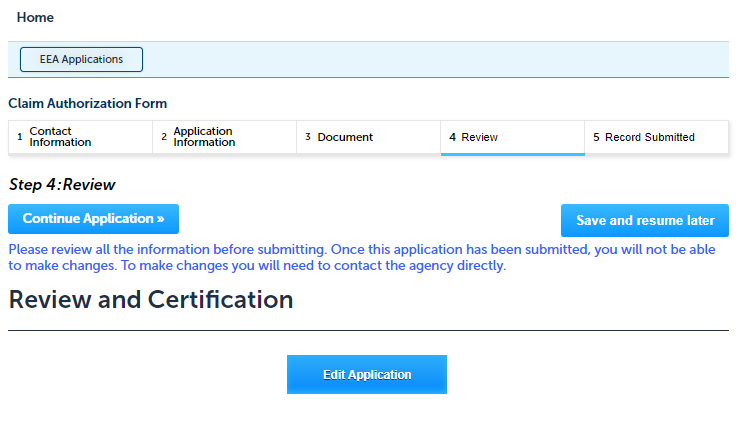 Home
EEA Applications
Claim Authorization Form
1 Contact Information
2 Application Information
3 Document
4 Review
5 Record Submitted
Step 4:Review
Continue Application »
Save and resume later
Please review all the information before submitting. Once this application has been submitted, you will not be able
to make changes. To make changes you will need to contact the agency directly.
Review and Certification
Edit Application